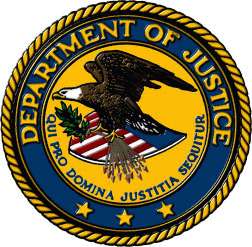 DEPARTMENT OF JUSTICE
QUI PRO DOMINA JUSTITIA SEQUITUR